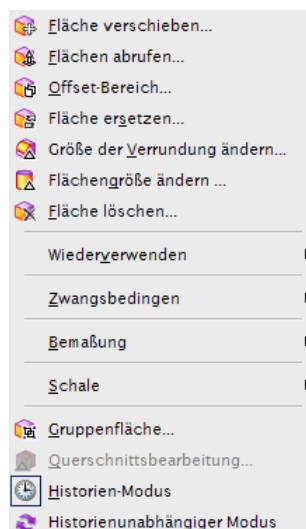 Fläche verschieben...
Flächen abrufen...
Offset-Bereich...
Fläche ersetzen...
Größe der Verrundung ändern...
Flächengröße ändern ...
Fläche löschen...
Wiederverwenden
Zwangsbedingen
Bemaßung
Schale
Gruppenfläche...
Querschnittsbearbeitung...
Historien-Modus
Historienunabhängiger Modus